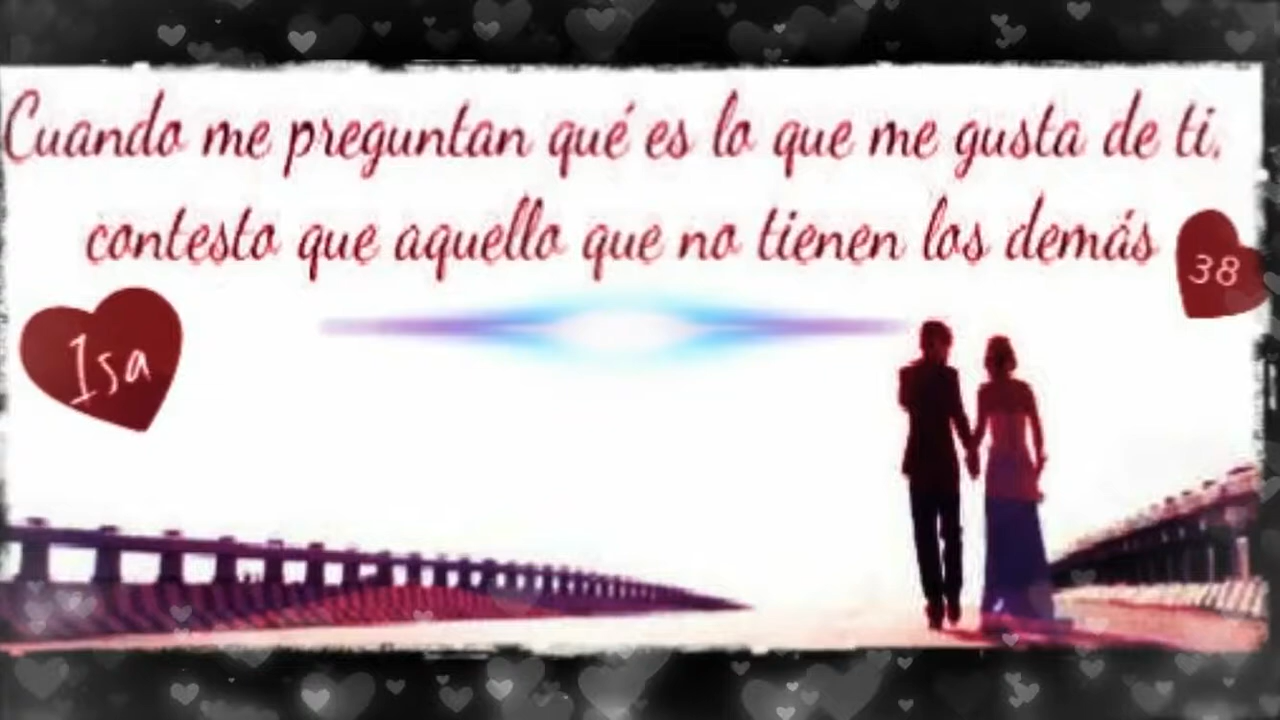 Cuando me preguntan qué es lo que me gusta de ti,
contesto que aquello que no tienen los demás
38
Isa